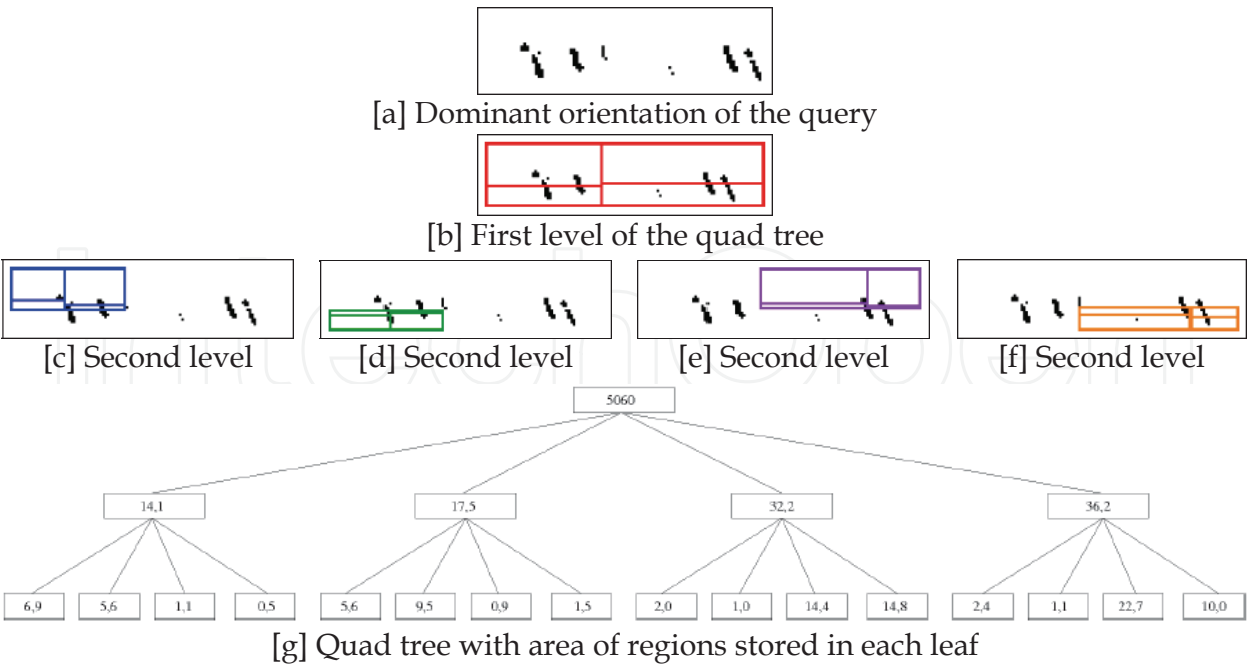 [a] Dominant orientation of the query
[b] First level of the quad tree
[c] Second level [d] Second level [e] Second level [f] Second level
InTechOpen
5060
14,1 17,5 32,2 36,2
6,9 5,6 1,1 0,5 5,6 9,5 0,9 1,5 2,0 1,0 14,4 14,8 2,4 1,1 22,7 10,0
[g] Quad tree with area of regions stored in each leaf